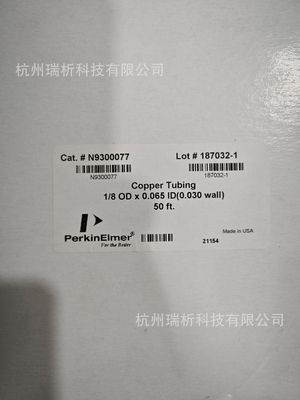 杭州瑞析科技有限公司
Cat. # N9300077 Lot # 187032-1
N9300077 187032-1
Copper Tubing
1/8 OD x 0.065 ID(0.030 wall)
50 ft.
PerkinElmer®
For the Better
Made in USA
21154
杭州瑞析科技有限公司